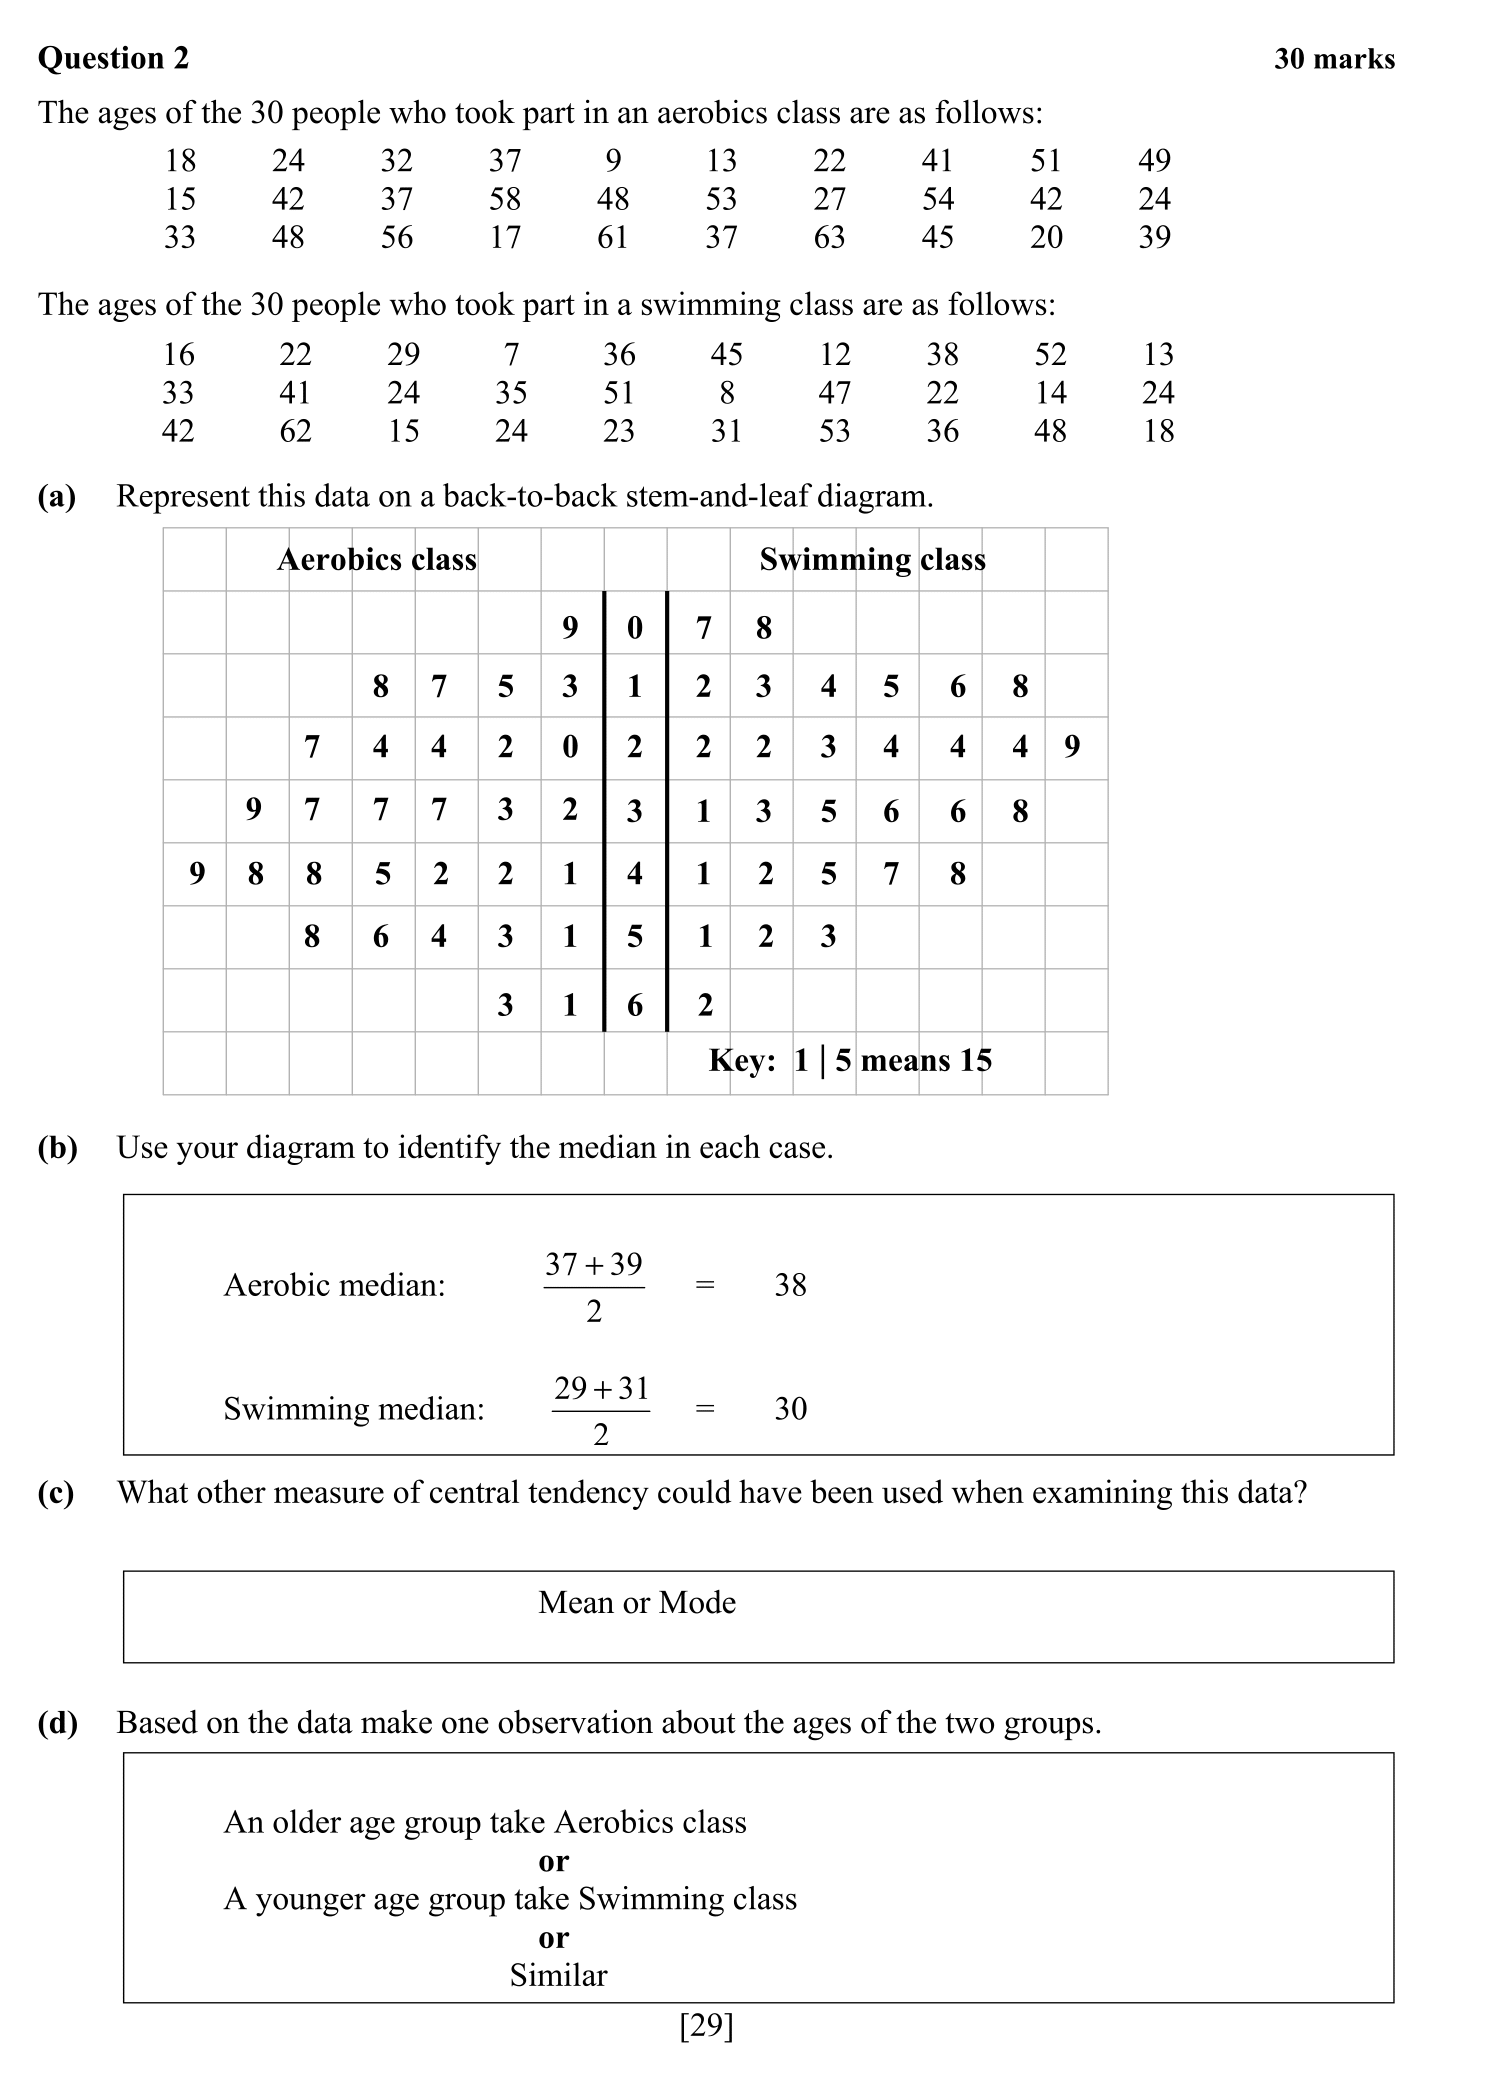 Question 2 30 marks
The ages of the 30 people who took part in an aerobics class are as follows:
18 24 32 37 9 13 22 41 51 49
15 42 37 58 48 53 27 54 42 24
33 48 56 17 61 37 63 45 20 39
The ages of the 30 people who took part in a swimming class are as follows:
16 22 29 7 36 45 12 38 52 13
33 41 24 35 51 8 47 22 14 24
42 62 15 24 23 31 53 36 48 18
(a) Represent this data on a back-to-back stem-and-leaf diagram.
Aerobics class Swimming class
9 0 7 8
8 7 5 3 1 2 3 4 5 6 8
7 4 4 2 0 2 2 2 3 4 4 4 9
9 7 7 7 3 2 3 1 3 5 6 6 8
9 8 8 5 2 2 1 4 1 2 5 7 8
8 6 4 3 1 5 1 2 3
3 1 6 2
Key: 1 | 5 means 15
(b) Use your diagram to identify the median in each case.
Aerobic median: (37 + 39)/2 = 38
Swimming median: (29 + 31)/2 = 30
(c) What other measure of central tendency could have been used when examining this data?
Mean or Mode
(d) Based on the data make one observation about the ages of the two groups.
An older age group take Aerobics class
or
A younger age group take Swimming class
or
Similar
[29]